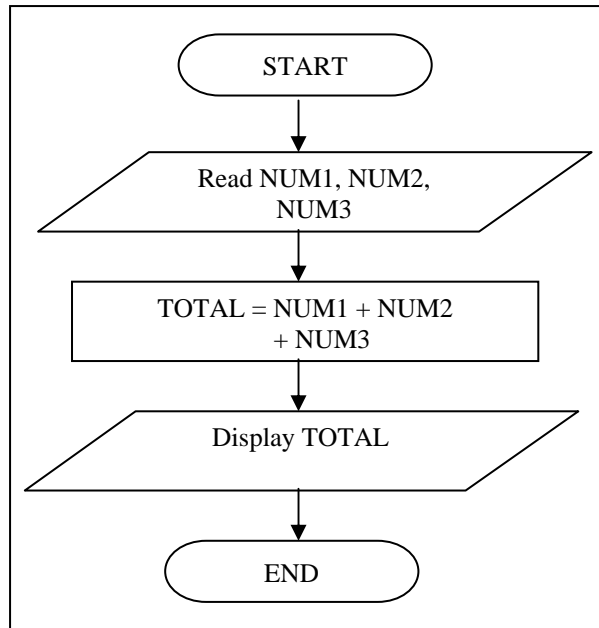 START
Read NUM1, NUM2,
NUM3
TOTAL = NUM1 + NUM2
+ NUM3
Display TOTAL
END